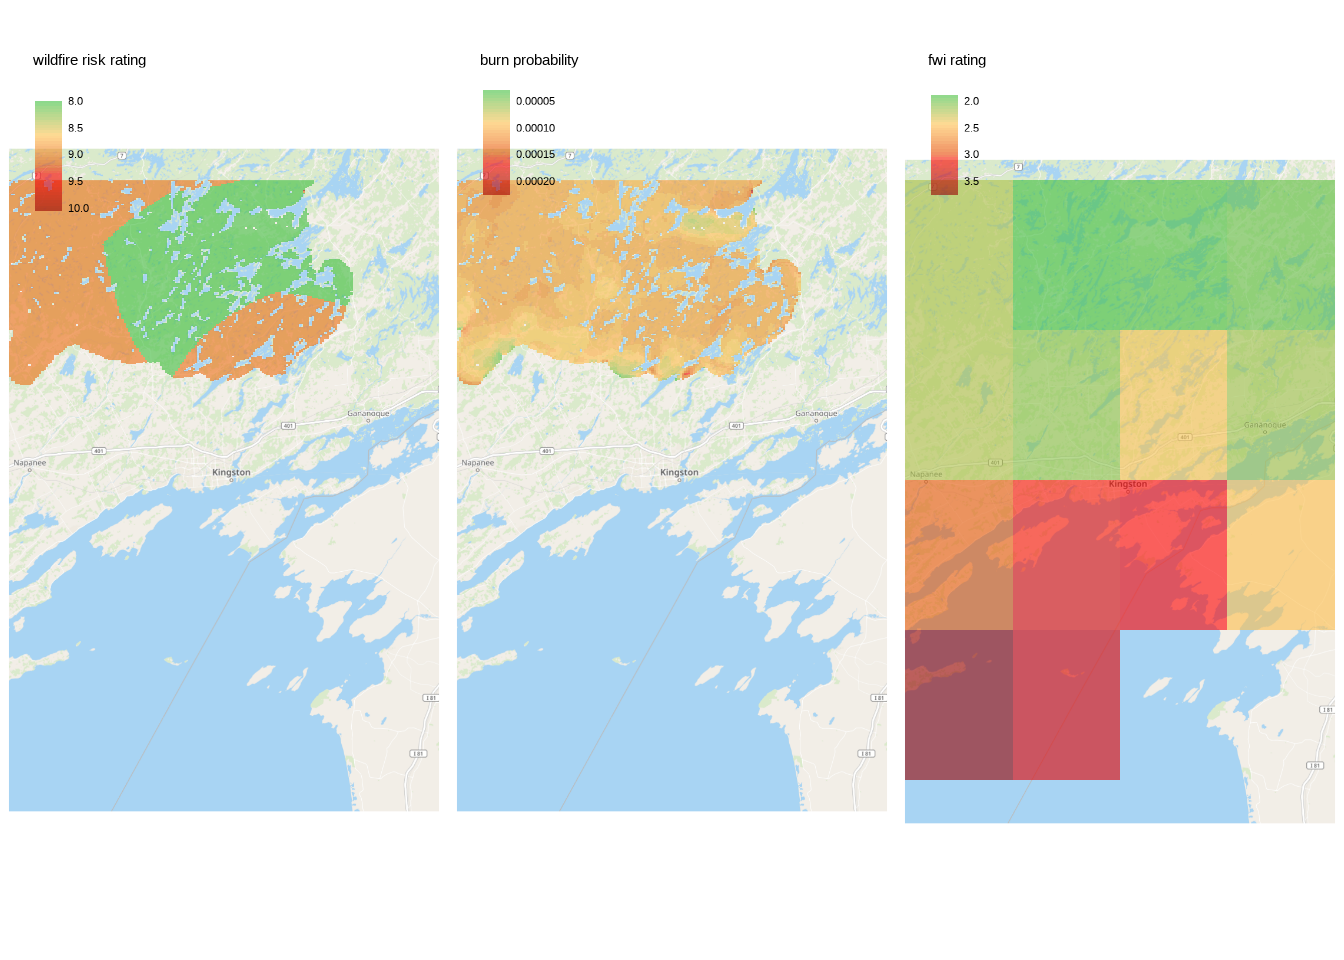 wildfire risk rating
8.0
8.5
9.0
9.5
10.0
7
401
Gananoque
401
Napanee
Kingston
I 81
I 81
burn probability
0.00005
0.00010
0.00015
0.00020
7
401
Gananoque
401
Napanee
Kingston
I 81
I 81
fwi rating
2.0
2.5
3.0
3.5
7
Gananoque
401
401
Napanee
Kingston
I 81
I 81